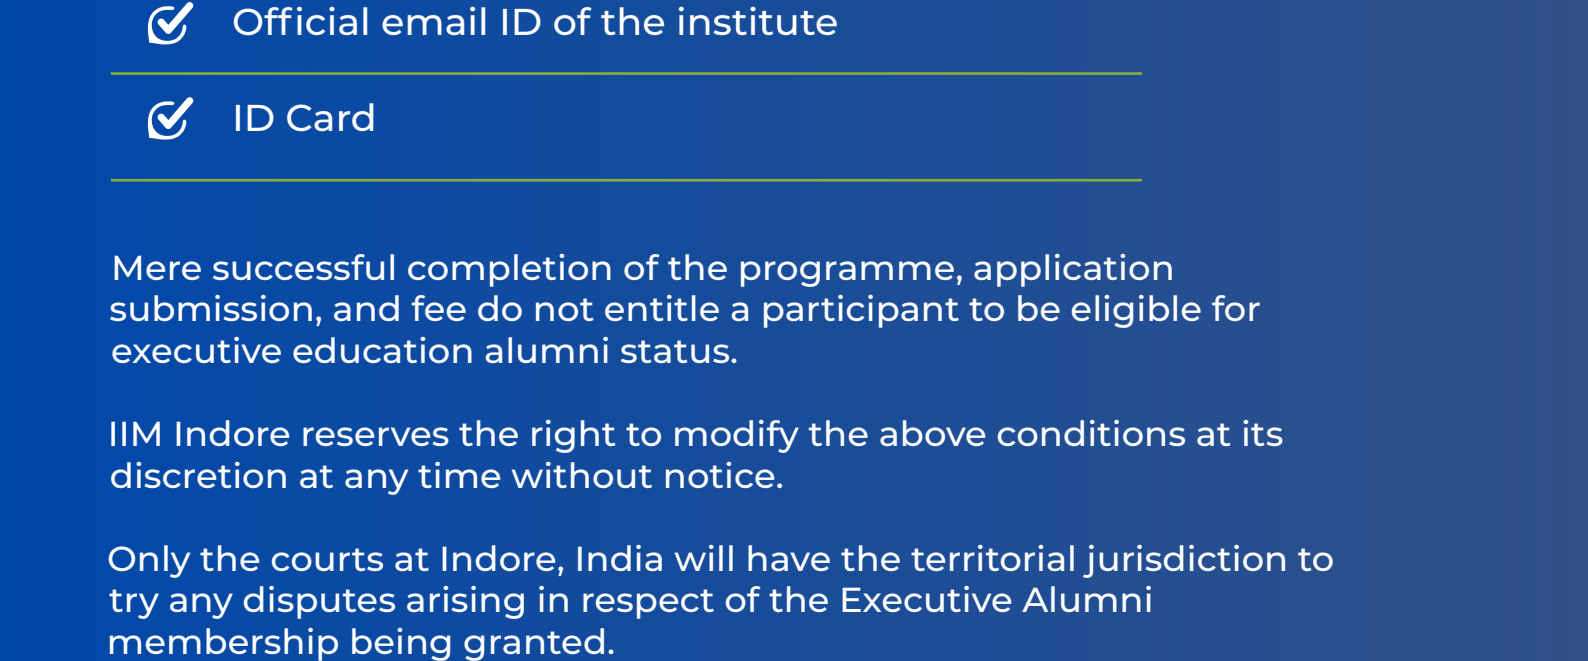 Official email ID of the institute
ID Card
Mere successful completion of the programme, application
submission, and fee do not entitle a participant to be eligible for
executive education alumni status.
IIM Indore reserves the right to modify the above conditions at its
discretion at any time without notice.
Only the courts at Indore, India will have the territorial jurisdiction to
try any disputes arising in respect of the Executive Alumni
membership being granted.